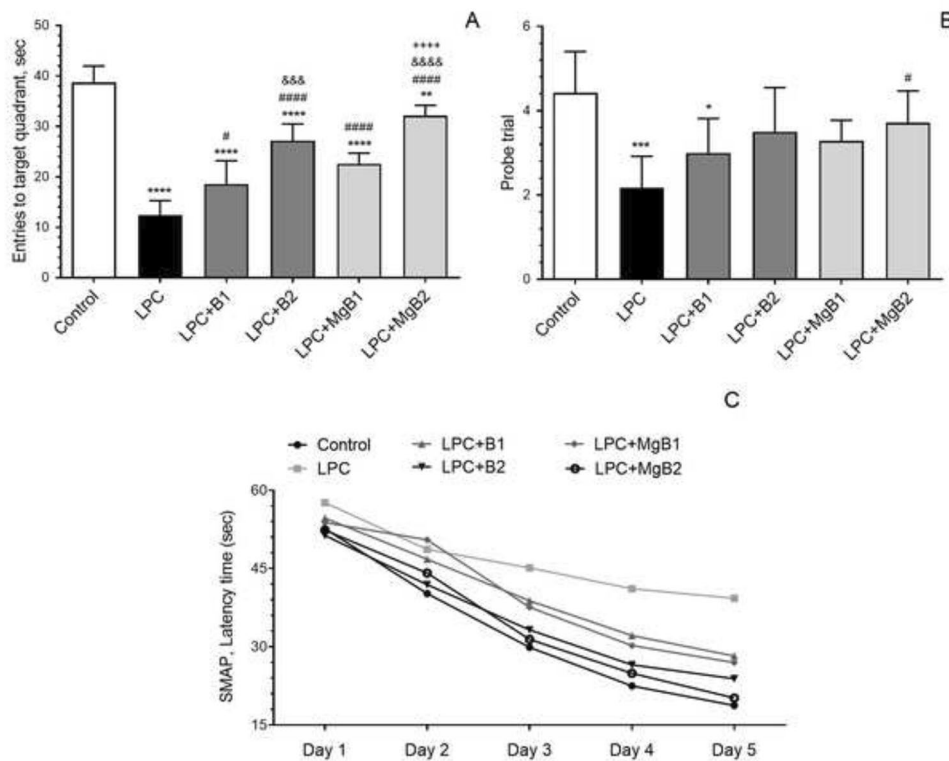 A
Entries to target quadrant, sec
50
40
30
20
10
0
****
#
****
&&&
####
****
####
****
++++
&&&&
####
**
Control
LPC
LPC+B1
LPC+B2
LPC+MgB1
LPC+MgB2
B
Probe trial
6
4
2
0
***
*
#
Control
LPC
LPC+B1
LPC+B2
LPC+MgB1
LPC+MgB2
C
Control
LPC
LPC+B1
LPC+B2
LPC+MgB1
LPC+MgB2
SMAP, Latency time (sec)
60
45
30
15
Day 1
Day 2
Day 3
Day 4
Day 5